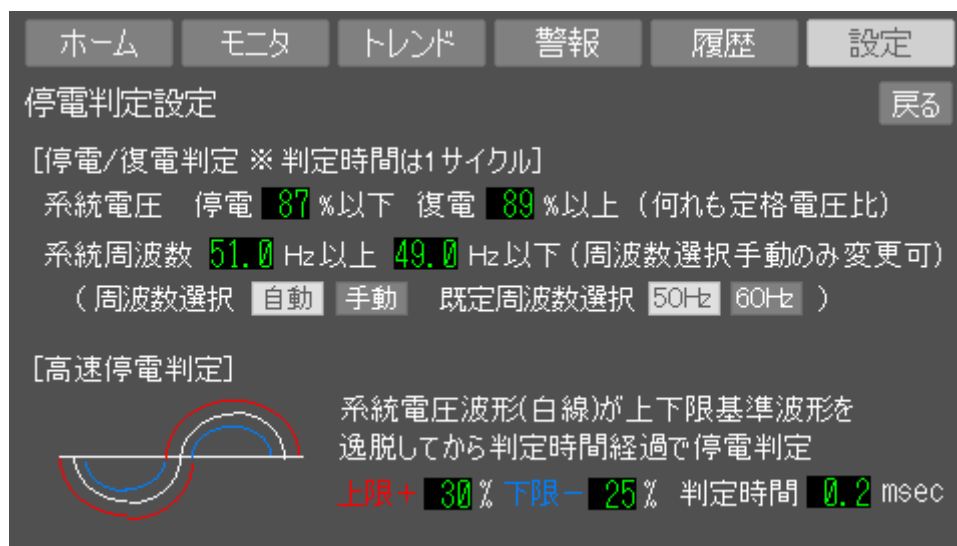 ホーム モニタ トレンド 警報 履歴 設定
停電判定設定 戻る
[停電/復電判定 ※ 判定時間は1サイクル]
系統電圧 停電 87 %以下 復電 89 %以上 (何れも定格電圧比)
系統周波数 51.0 Hz以上 49.0 Hz以下 (周波数選択手動のみ変更可)
( 周波数選択 自動 手動 既定周波数選択 50Hz 60Hz )
[高速停電判定]
系統電圧波形(白線)が上下限基準波形を
逸脱してから判定時間経過で停電判定
上限+ 30 % 下限− 25 % 判定時間 0.2 msec